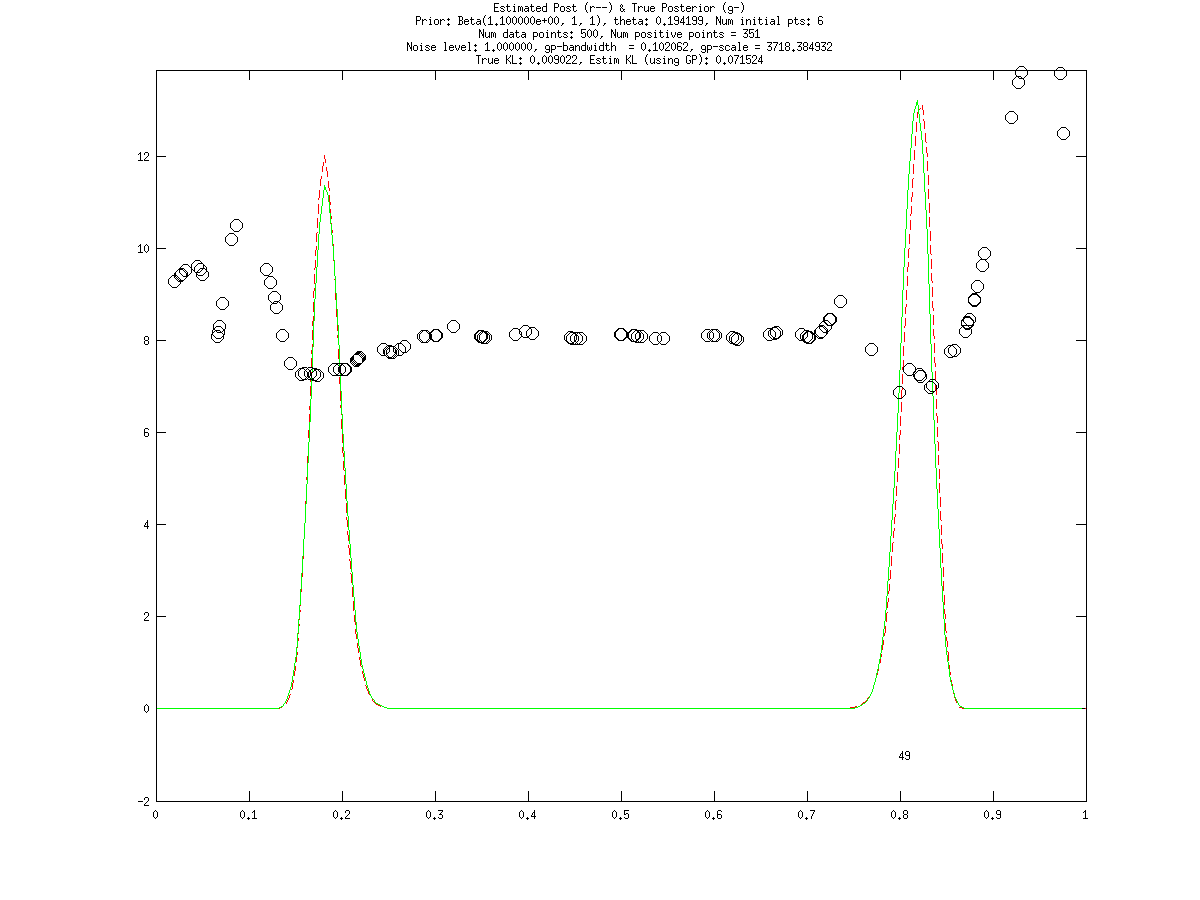 Estimated Post (r--) & True Posterior (g-)
Prior: Beta(1.100000e+00, 1, 1), theta: 0.194199, Num initial pts: 6
Num data points: 500, Num positive points = 351
Noise level: 1.000000, gp-bandwidth  = 0.102062, gp-scale = 3718.384932
True KL: 0.009022, Estim KL (using GP): 0.071524
12
10
8
6
4
2
0
49
-2
0 0.1 0.2 0.3 0.4 0.5 0.6 0.7 0.8 0.9 1